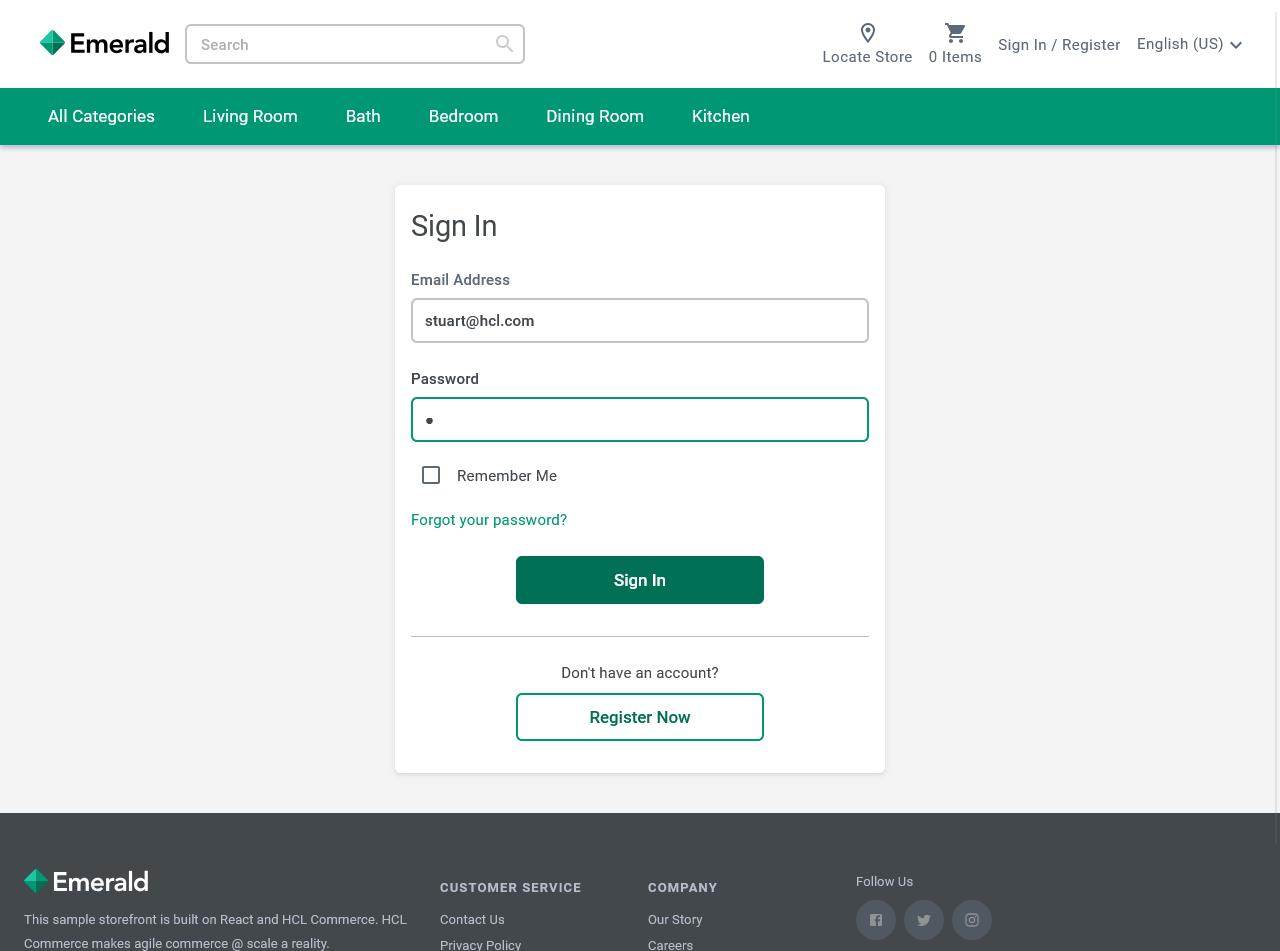 Emerald
Search
Locate Store
0 Items
Sign In / Register
English (US)
All Categories
Living Room
Bath
Bedroom
Dining Room
Kitchen
Sign In
Email Address
stuart@hcl.com
Password
Remember Me
Forgot your password?
Sign In
Don't have an account?
Register Now
Emerald
This sample storefront is built on React and HCL Commerce. HCL
Commerce makes agile commerce @ scale a reality.
CUSTOMER SERVICE
Contact Us
Privacy Policy
COMPANY
Our Story
Careers
Follow Us